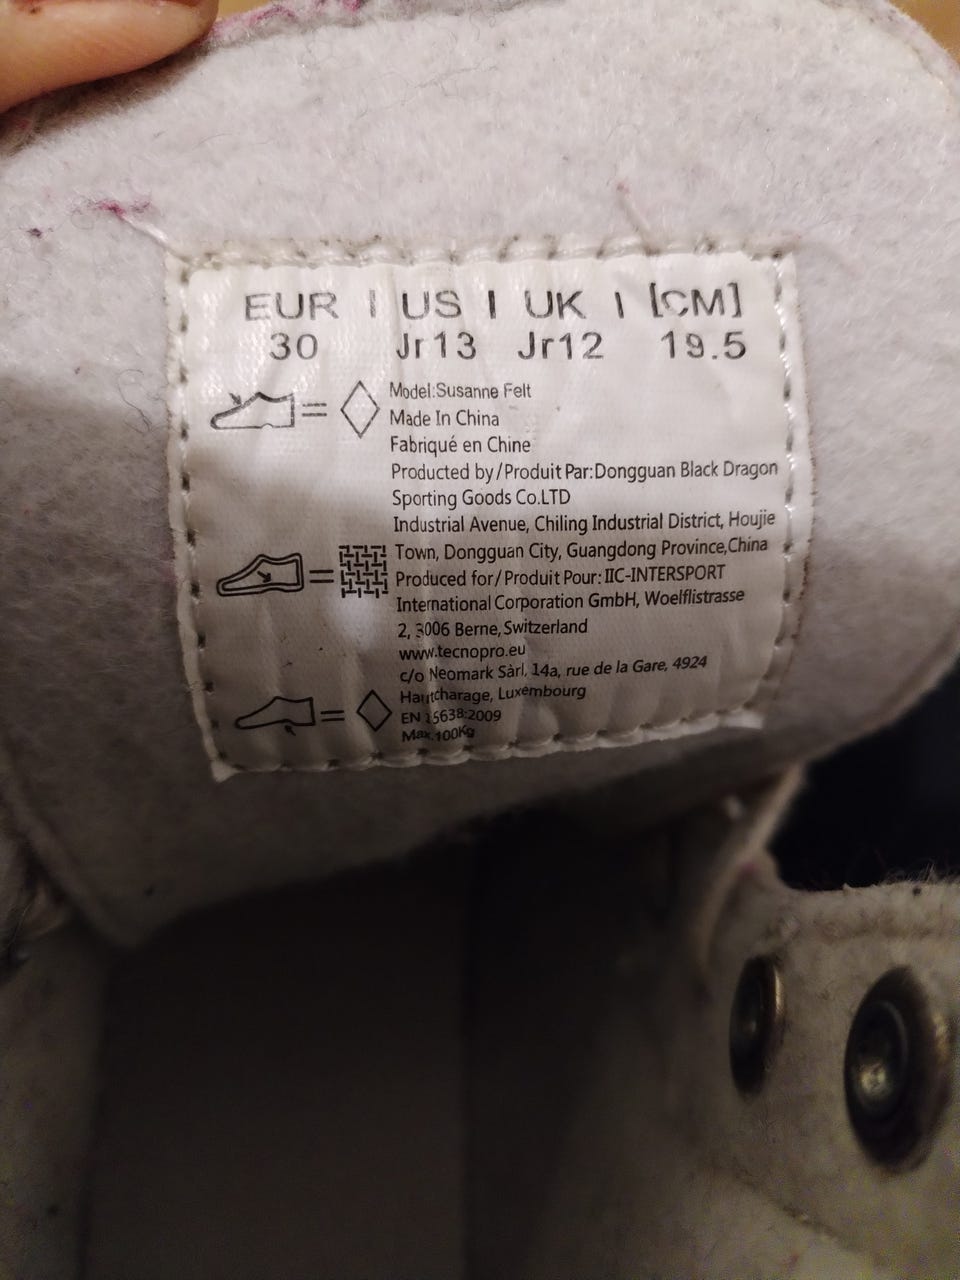 EUR | US | UK | [CM]
30 Jr13 Jr12 19.5
Model:Susanne Felt
Made In China
Fabriqué en Chine
Producted by/Produit Par:Dongguan Black Dragon
Sporting Goods Co.LTD
Industrial Avenue, Chiling Industrial District, Houjie
Town, Dongguan City, Guangdong Province,China
Produced for/Produit Pour: IIC-INTERSPORT
International Corporation GmbH, Woelflistrasse
2, 3006 Berne,Switzerland
www.tecnopro.eu
c/o Neomark Sàrl, 14a, rue de la Gare, 4924
Hautcharage, Luxembourg
EN 15638:2009
Max.100Kg